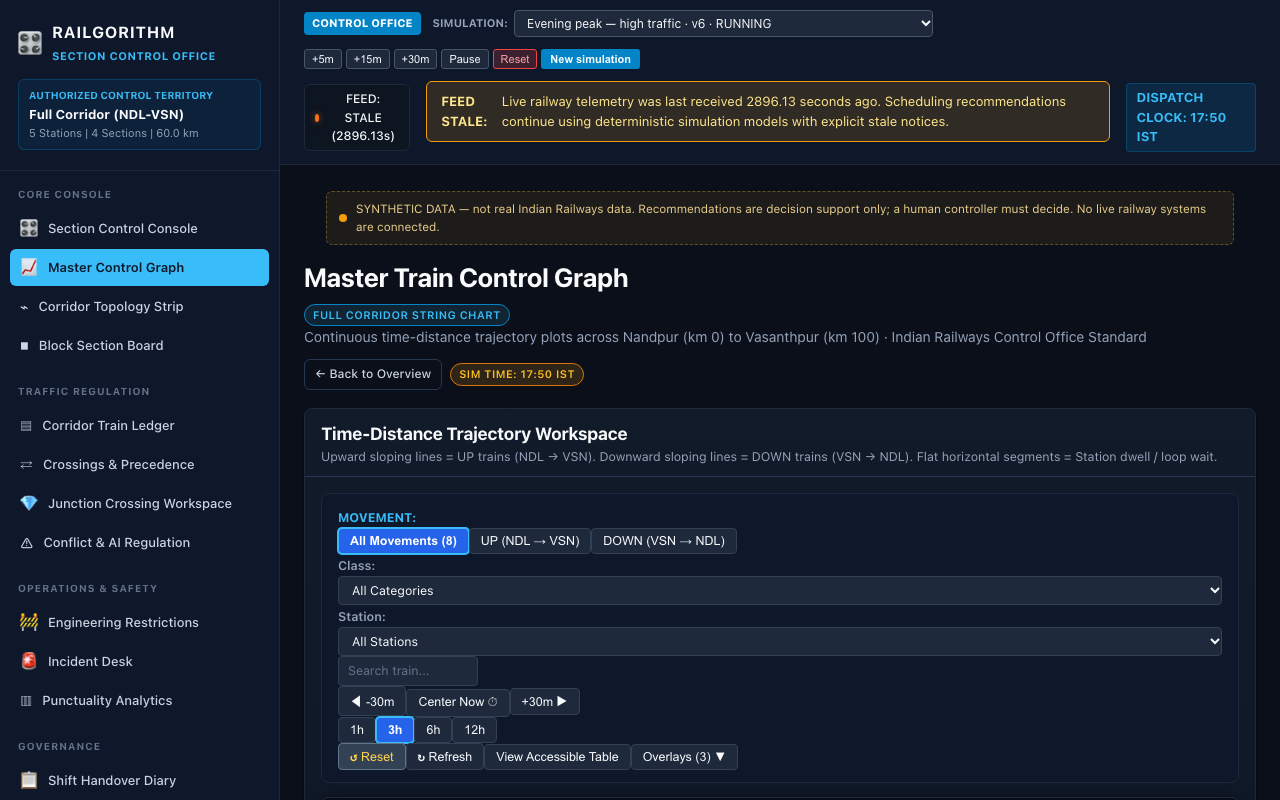 RAILGORITHM
SECTION CONTROL OFFICE
AUTHORIZED CONTROL TERRITORY
Full Corridor (NDL-VSN)
5 Stations | 4 Sections | 60.0 km
CORE CONSOLE
Section Control Console
Master Control Graph
Corridor Topology Strip
Block Section Board
TRAFFIC REGULATION
Corridor Train Ledger
Crossings & Precedence
Junction Crossing Workspace
Conflict & AI Regulation
OPERATIONS & SAFETY
Engineering Restrictions
Incident Desk
Punctuality Analytics
GOVERNANCE
Shift Handover Diary
CONTROL OFFICE
SIMULATION:
Evening peak — high traffic · v6 · RUNNING
+5m
+15m
+30m
Pause
Reset
New simulation
FEED:
STALE
(2896.13s)
FEED
STALE:
Live railway telemetry was last received 2896.13 seconds ago. Scheduling recommendations
continue using deterministic simulation models with explicit stale notices.
DISPATCH
CLOCK: 17:50
IST
SYNTHETIC DATA — not real Indian Railways data. Recommendations are decision support only; a human controller must decide. No live railway systems
are connected.
Master Train Control Graph
FULL CORRIDOR STRING CHART
Continuous time-distance trajectory plots across Nandpur (km 0) to Vasanthpur (km 100) · Indian Railways Control Office Standard
← Back to Overview
SIM TIME: 17:50 IST
Time-Distance Trajectory Workspace
Upward sloping lines = UP trains (NDL → VSN). Downward sloping lines = DOWN trains (VSN → NDL). Flat horizontal segments = Station dwell / loop wait.
MOVEMENT:
All Movements (8)
UP (NDL → VSN)
DOWN (VSN → NDL)
Class:
All Categories
Station:
All Stations
Search train...
◀ -30m
Center Now ⏱
+30m ▶
1h
3h
6h
12h
↺ Reset
↻ Refresh
View Accessible Table
Overlays (3) ▼